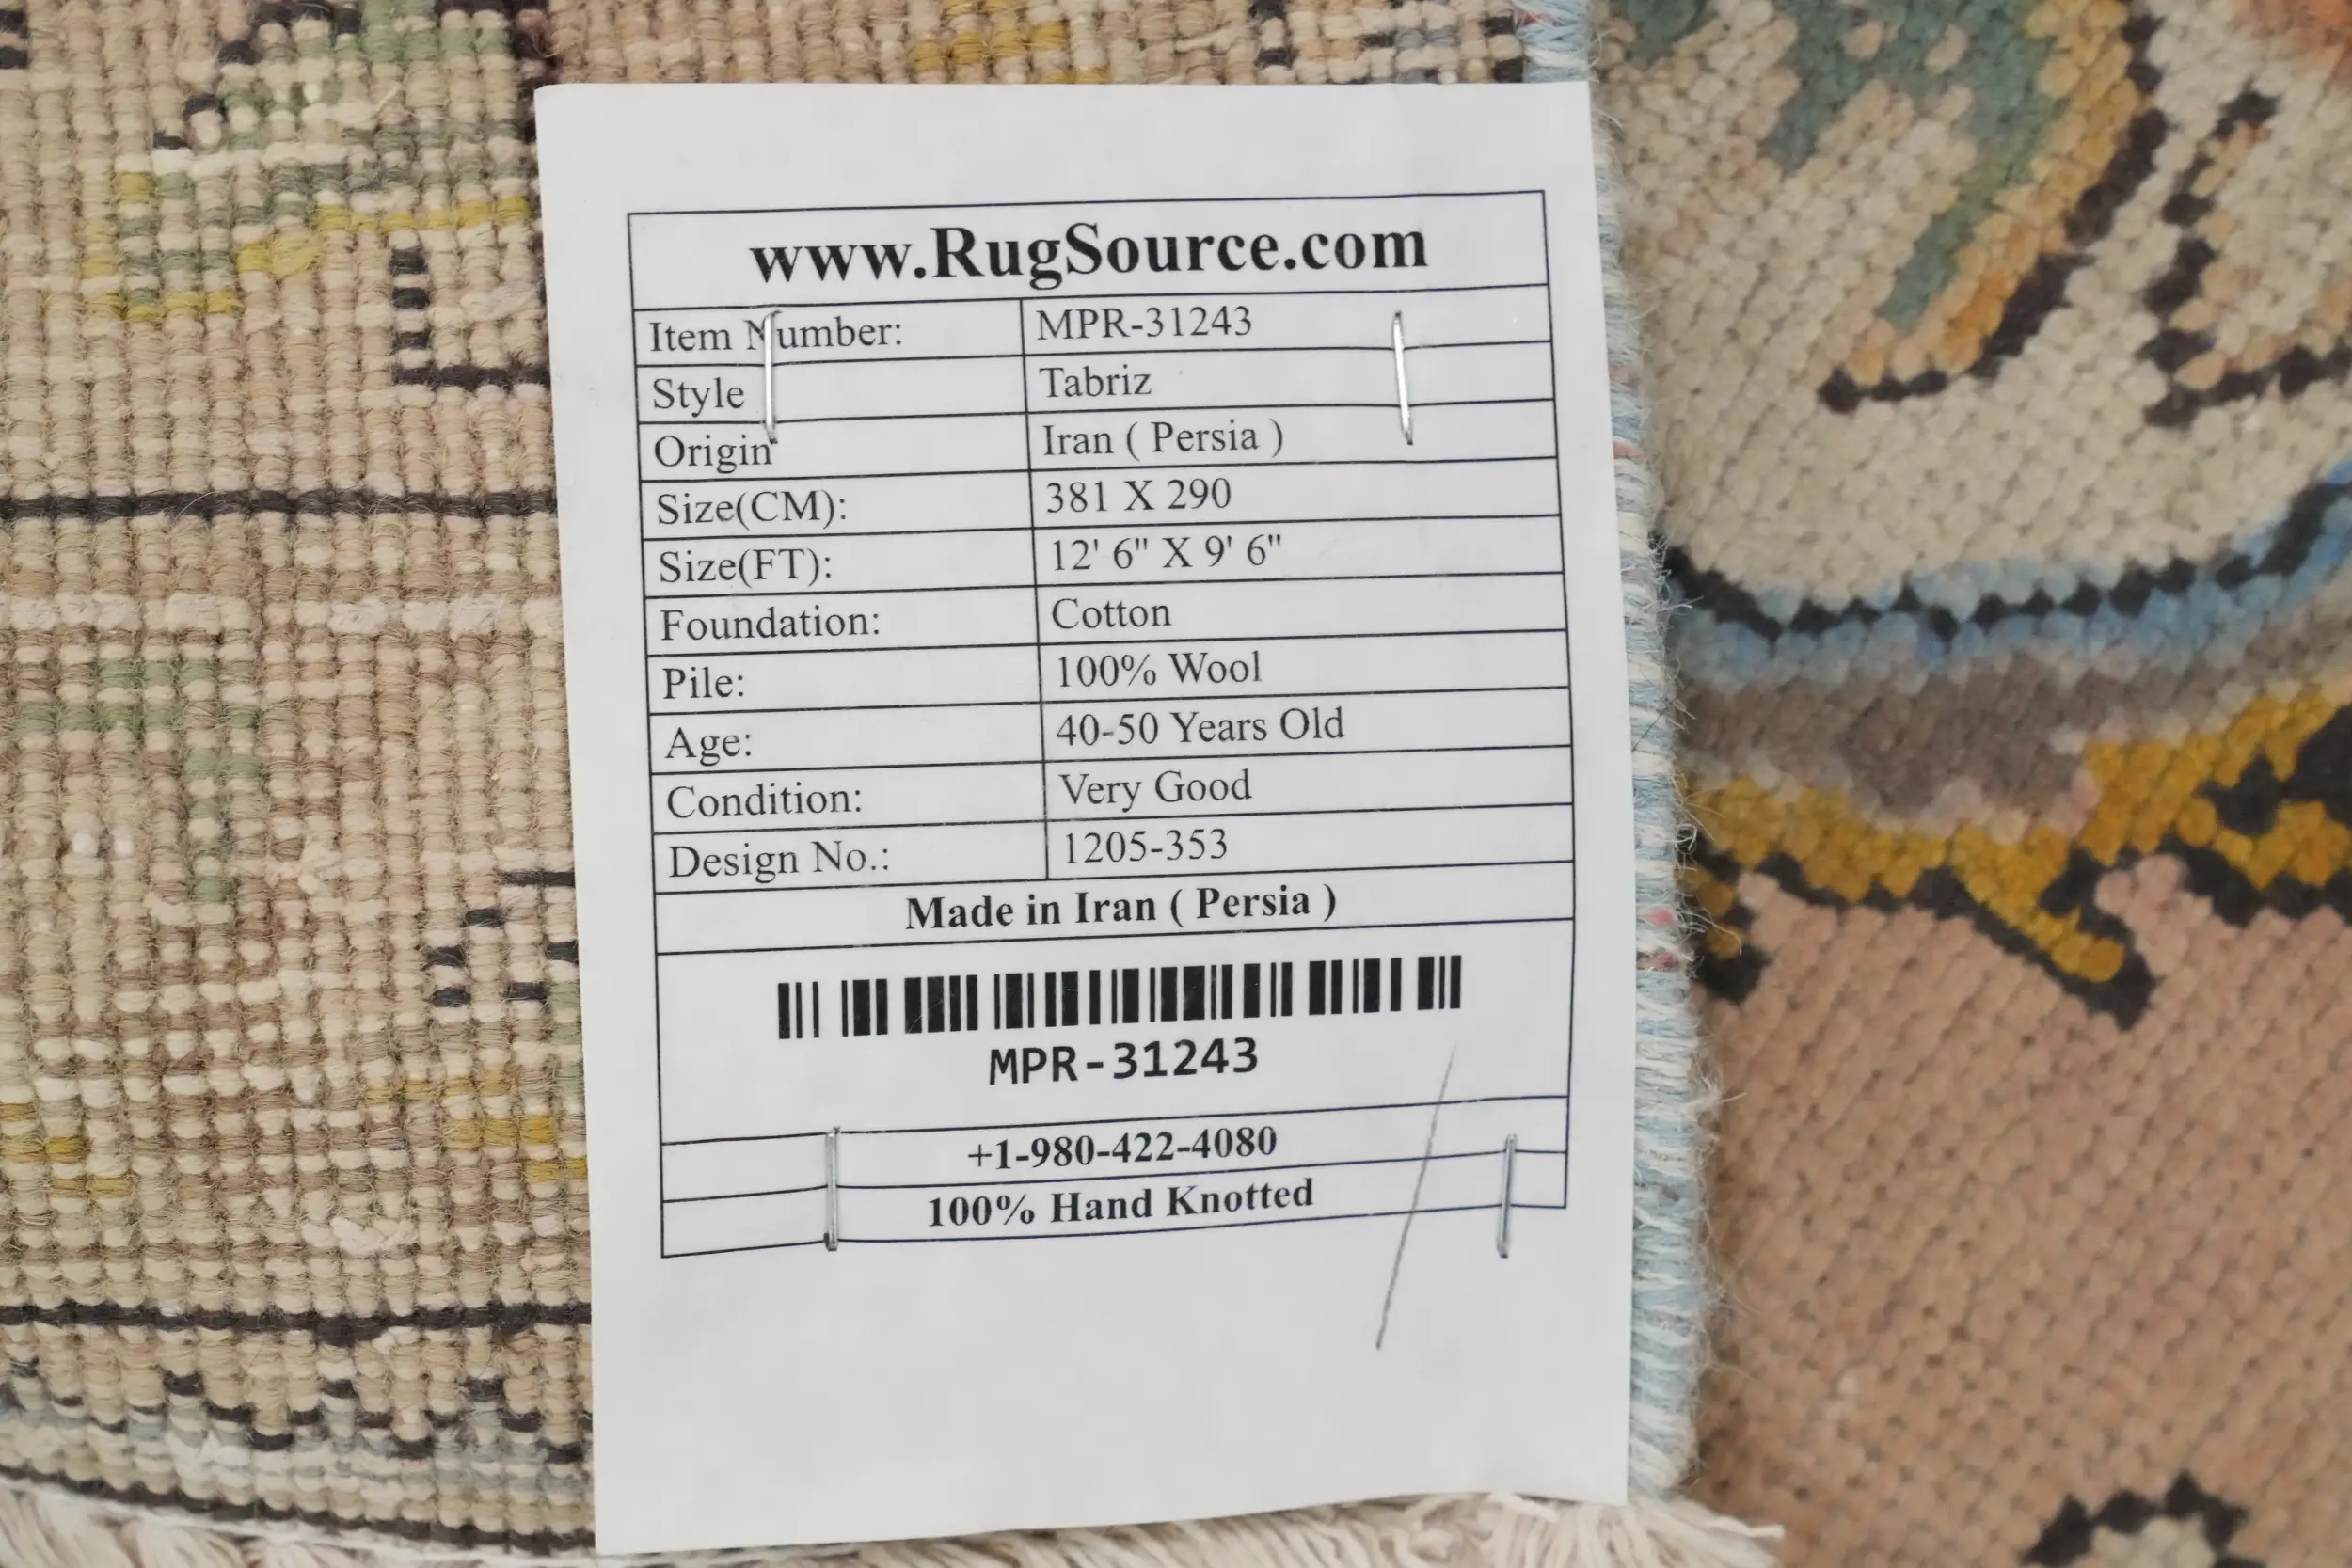 www.RugSource.com
Item Number: MPR-31243
Style Tabriz
Origin Iran ( Persia )
Size(CM): 381 X 290
Size(FT): 12' 6" X 9' 6"
Foundation: Cotton
Pile: 100% Wool
Age: 40-50 Years Old
Condition: Very Good
Design No.: 1205-353
Made in Iran ( Persia )
MPR-31243
+1-980-422-4080
100% Hand Knotted